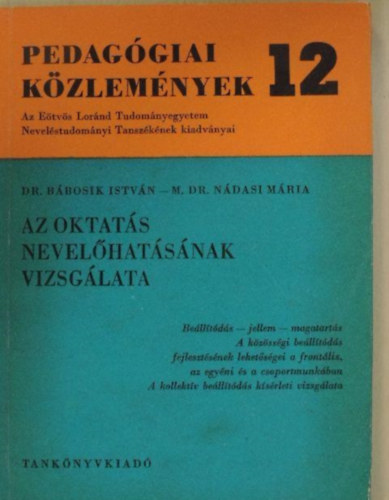 PEDAGÓGIAI
KÖZLEMÉNYEK 12
Az Eötvös Loránd Tudományegyetem
Neveléstudományi Tanszékének kiadványai
DR. BÁBOSIK ISTVÁN – M. DR. NÁDASI MÁRIA
AZ OKTATÁS
NEVELŐHATÁSÁNAK
VIZSGÁLATA
Beállítódás – jellem – magatartás
A közösségi beállítódás
fejlesztésének lehetőségei a frontális,
az egyéni és a csoportmunkában
A kollektív beállítódás kísérleti vizsgálata
TANKÖNYVKIADÓ